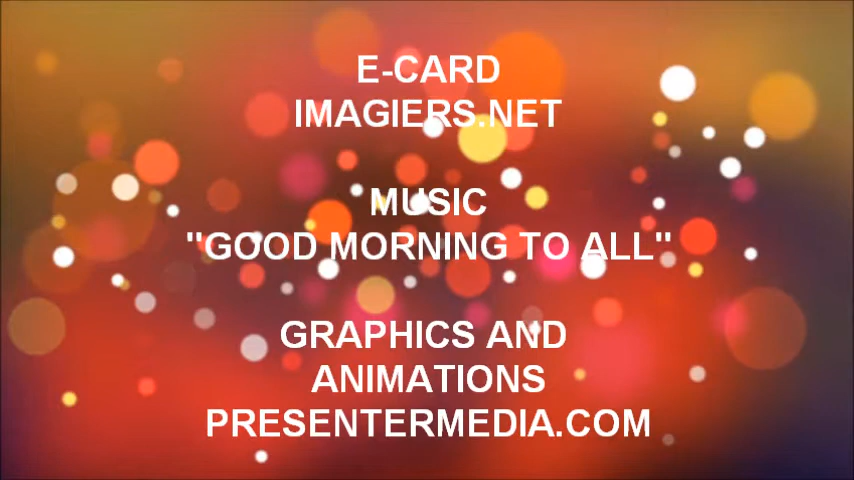 E-CARD
IMAGIERS.NET
MUSIC
"GOOD MORNING TO ALL"
GRAPHICS AND
ANIMATIONS
PRESENTERMEDIA.COM